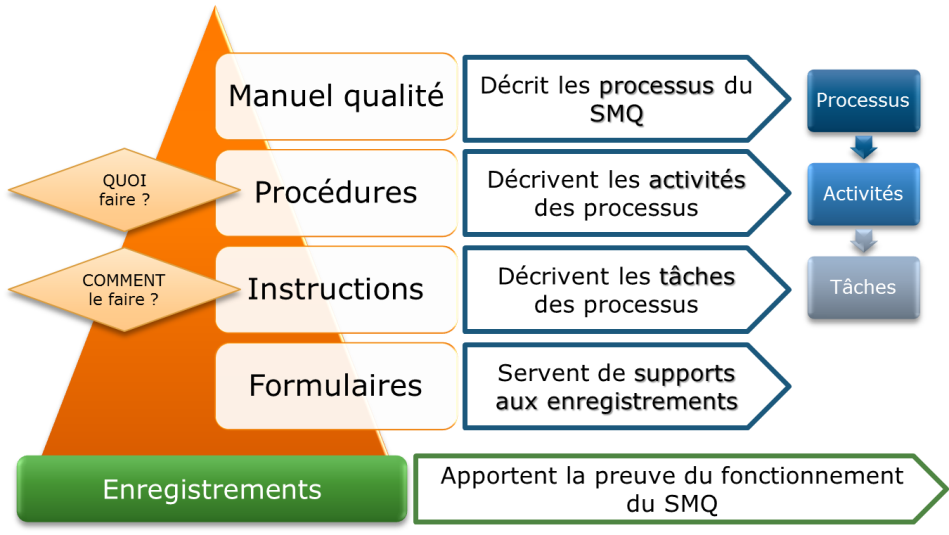 Manuel qualité
Décrit les processus du
SMQ
Processus
QUOI
faire ?
Procédures
Décrivent les activités
des processus
Activités
COMMENT
le faire ?
Instructions
Décrivent les tâches
des processus
Tâches
Formulaires
Servent de supports
aux enregistrements
Enregistrements
Apportent la preuve du fonctionnement
du SMQ